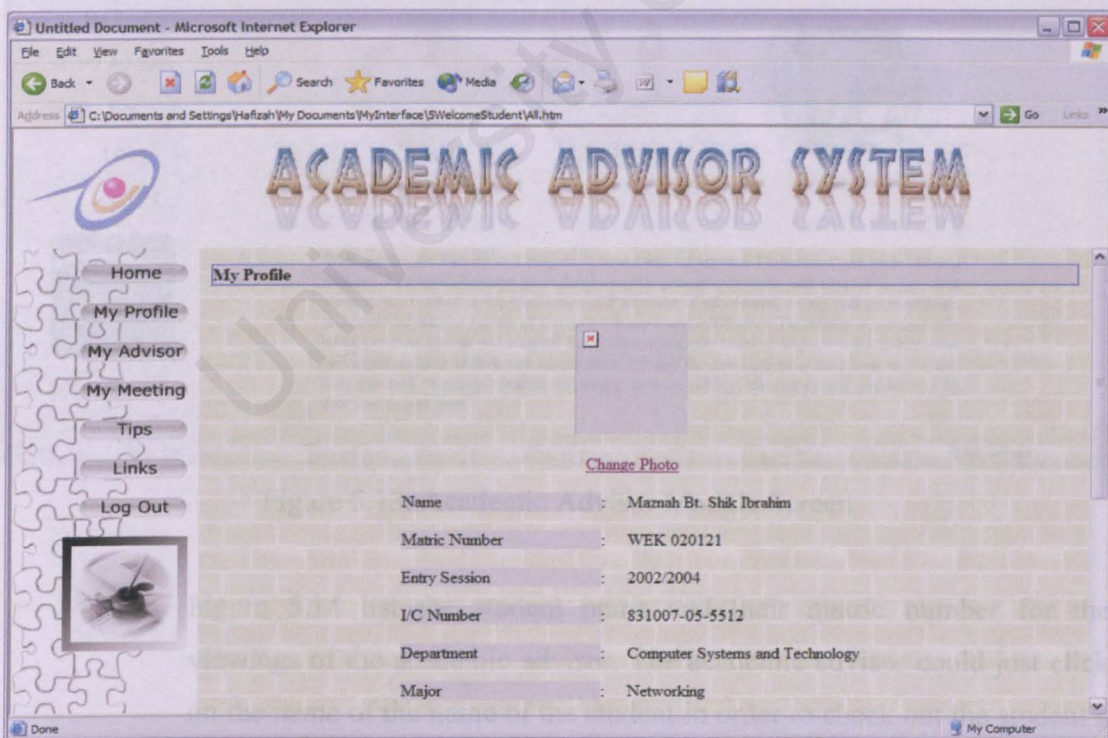 University
Untitled Document - Microsoft Internet Explorer
File Edit View Favorites Tools Help
Back Search Favorites Media
Address C:\Documents and Settings\Hafizah\My Documents\MyInterface\5WelcomeStudent\All.htm Go Links »
ACADEMIC ADVISOR SYSTEM
Home
My Profile
My Advisor
My Meeting
Tips
Links
Log Out
My Profile
Change Photo
Name : Maznah Bt. Shik Ibrahim
Matric Number : WEK 020121
Entry Session : 2002/2004
I/C Number : 831007-05-5512
Department : Computer Systems and Technology
Major : Networking
Done My Computer